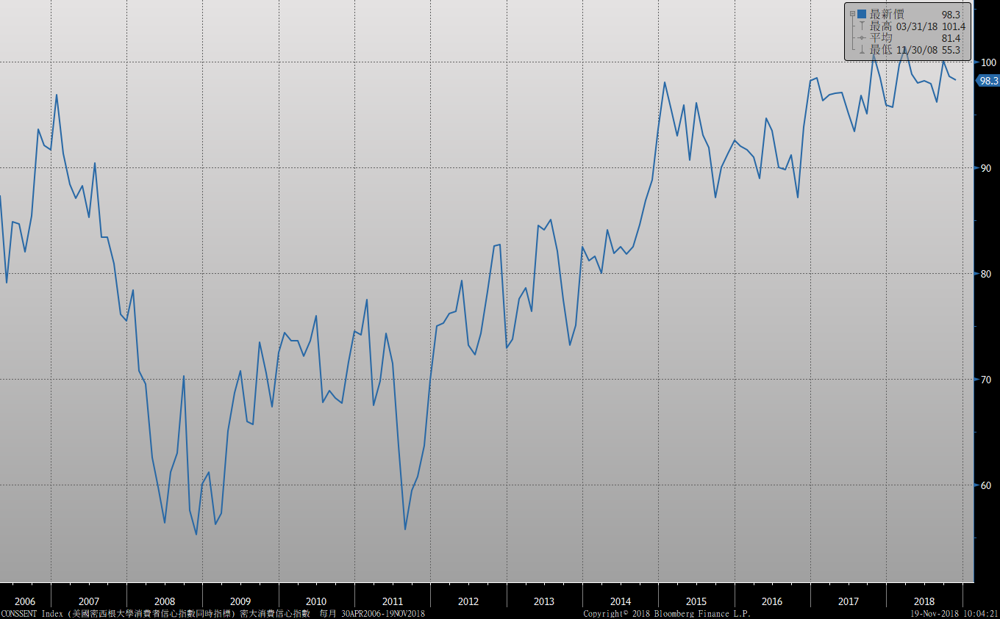 最新價 98.3
最高 03/31/18 101.4
平均 81.4
最低 11/30/08 55.3
100
98.3
90
80
70
60
2006 2007 2008 2009 2010 2011 2012 2013 2014 2015 2016 2017 2018
CONSSENT Index (美國密西根大學消費者信心指數同時指標) 密大消費信心指數 每月 30APR2006-19NOV2018 Copyright© 2018 Bloomberg Finance L.P. 19-Nov-2018 10:04:21